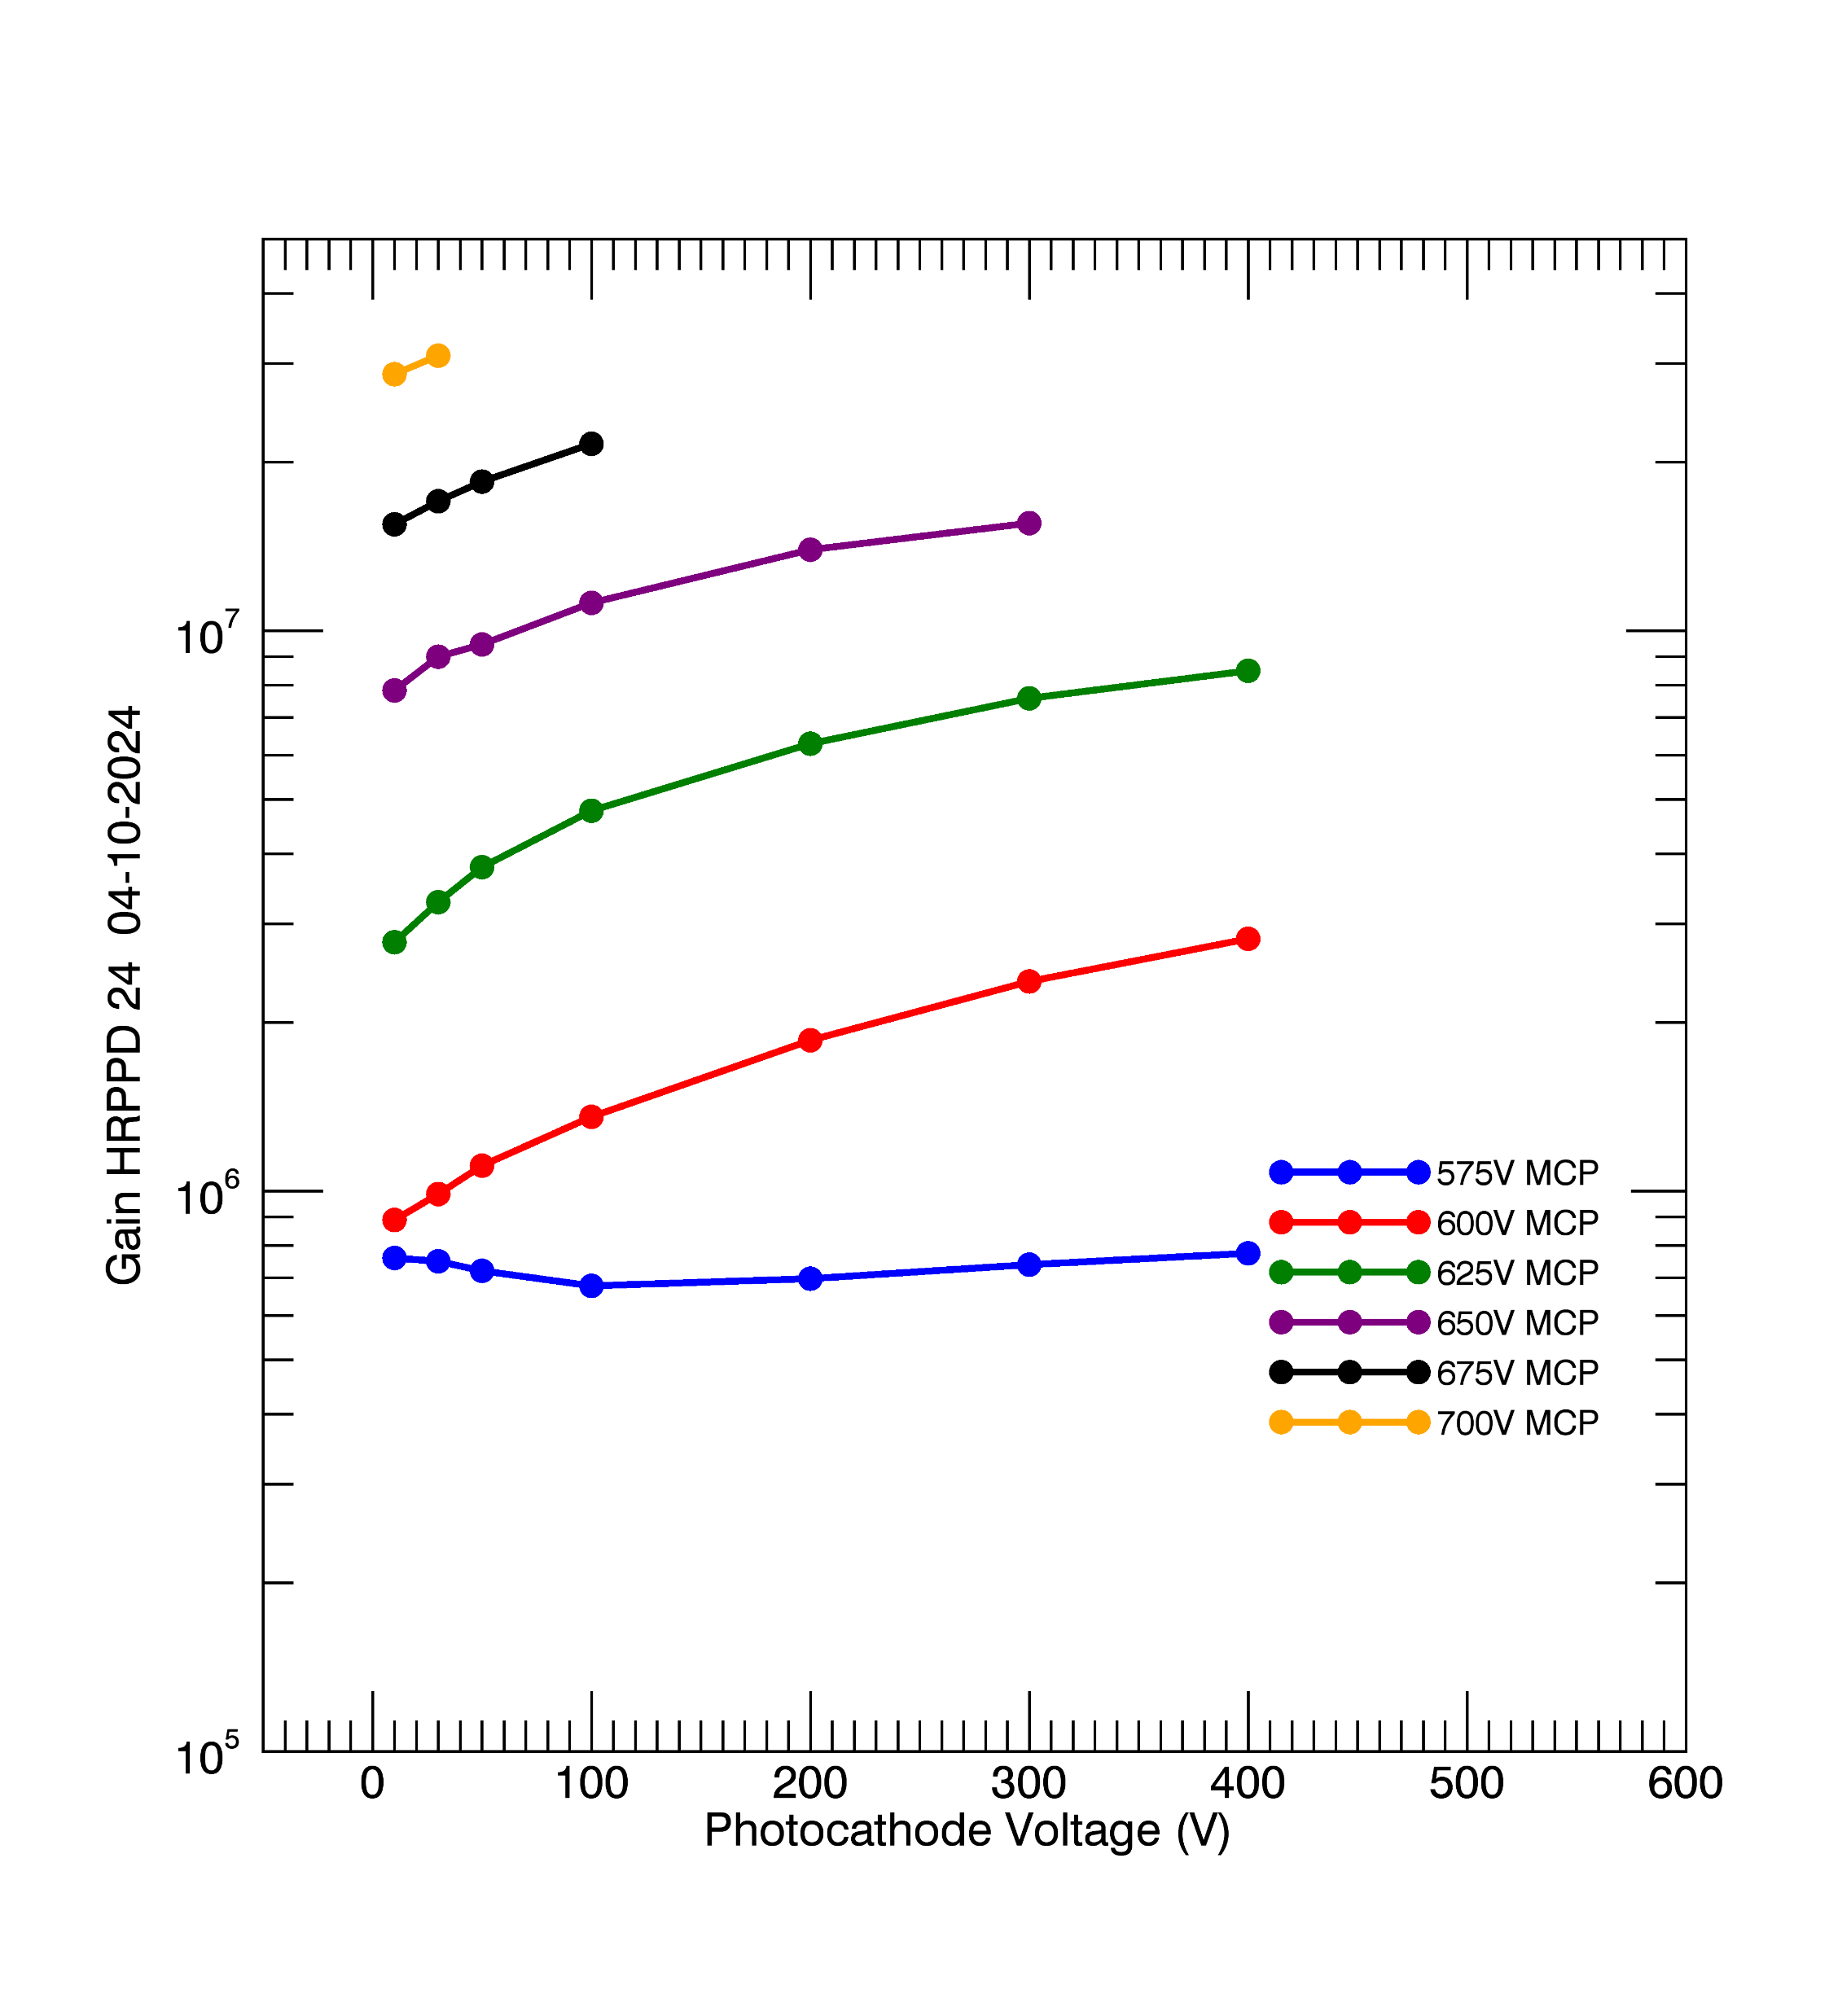 Gain HRPPD 24  04-10-2024
10^7
10^6
10^5
575V MCP
600V MCP
625V MCP
650V MCP
675V MCP
700V MCP
0 100 200 300 400 500 600
Photocathode Voltage (V)